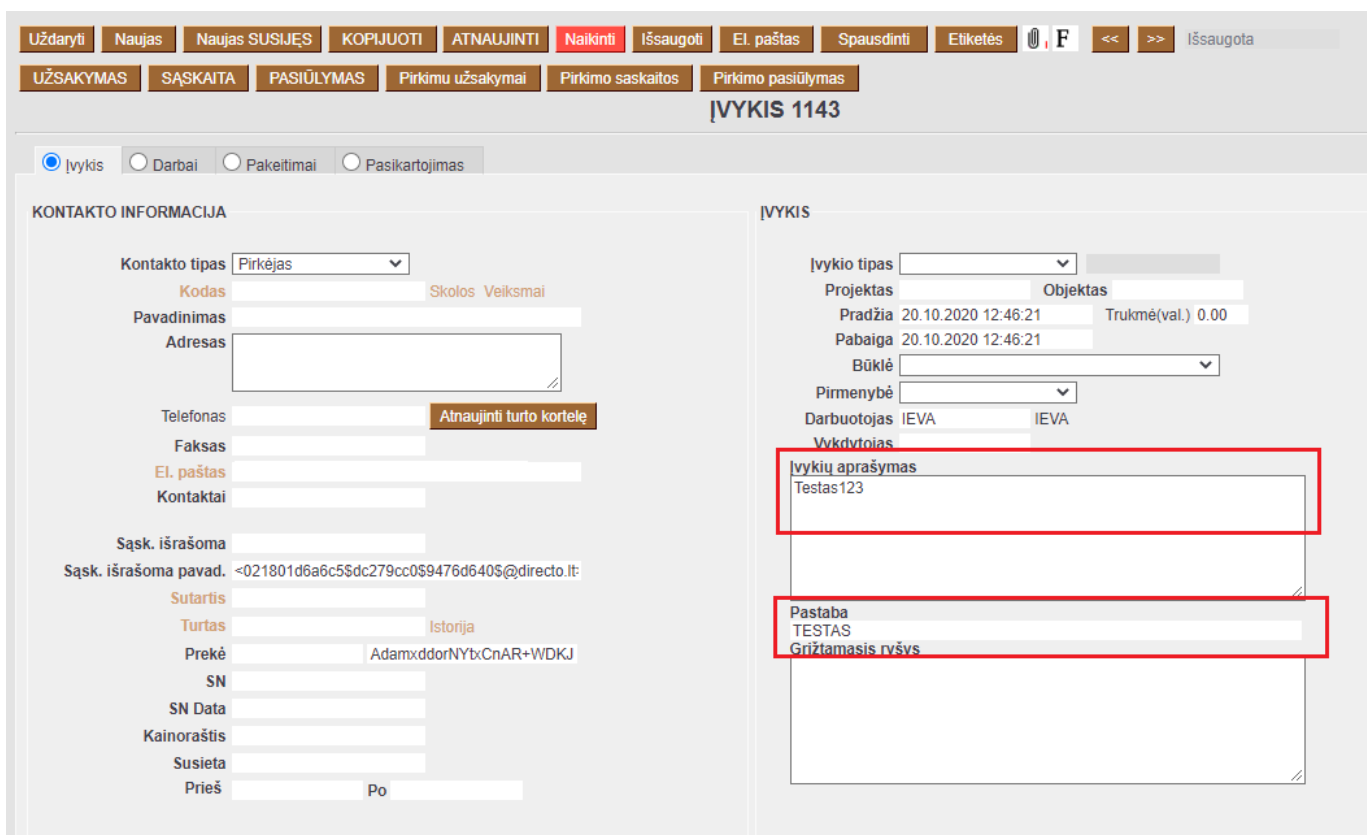 Uždaryti Naujas Naujas SUSIJĘS KOPIJUOTI ATNAUJINTI Naikinti Išsaugoti El. paštas Spausdinti Etiketės F << >> Išsaugota
UŽSAKYMAS SĄSKAITA PASIŪLYMAS Pirkimu užsakymai Pirkimo saskaitos Pirkimo pasiūlymas
ĮVYKIS 1143
Įvykis Darbai Pakeitimai Pasikartojimas
KONTAKTO INFORMACIJA
Kontakto tipas Pirkėjas
Kodas Skolos Veiksmai
Pavadinimas
Adresas
Telefonas Atnaujinti turto kortelę
Faksas
El. paštas
Kontaktai
Sąsk. išrašoma
Sąsk. išrašoma pavad. <021801d6a6c5$dc279cc0$9476d640$@directo.lt>
Sutartis
Turtas Istorija
Prekė AdamxddorNYtxCnAR+WDKJ
SN
SN Data
Kainoraštis
Susieta
Prieš Po
ĮVYKIS
Įvykio tipas
Projektas Objektas
Pradžia 20.10.2020 12:46:21 Trukmė(val.) 0.00
Pabaiga 20.10.2020 12:46:21
Būklė
Pirmenybė
Darbuotojas IEVA IEVA
Vykdytojas
Įvykių aprašymas
Testas123
Pastaba
TESTAS
Grįžtamasis ryšys